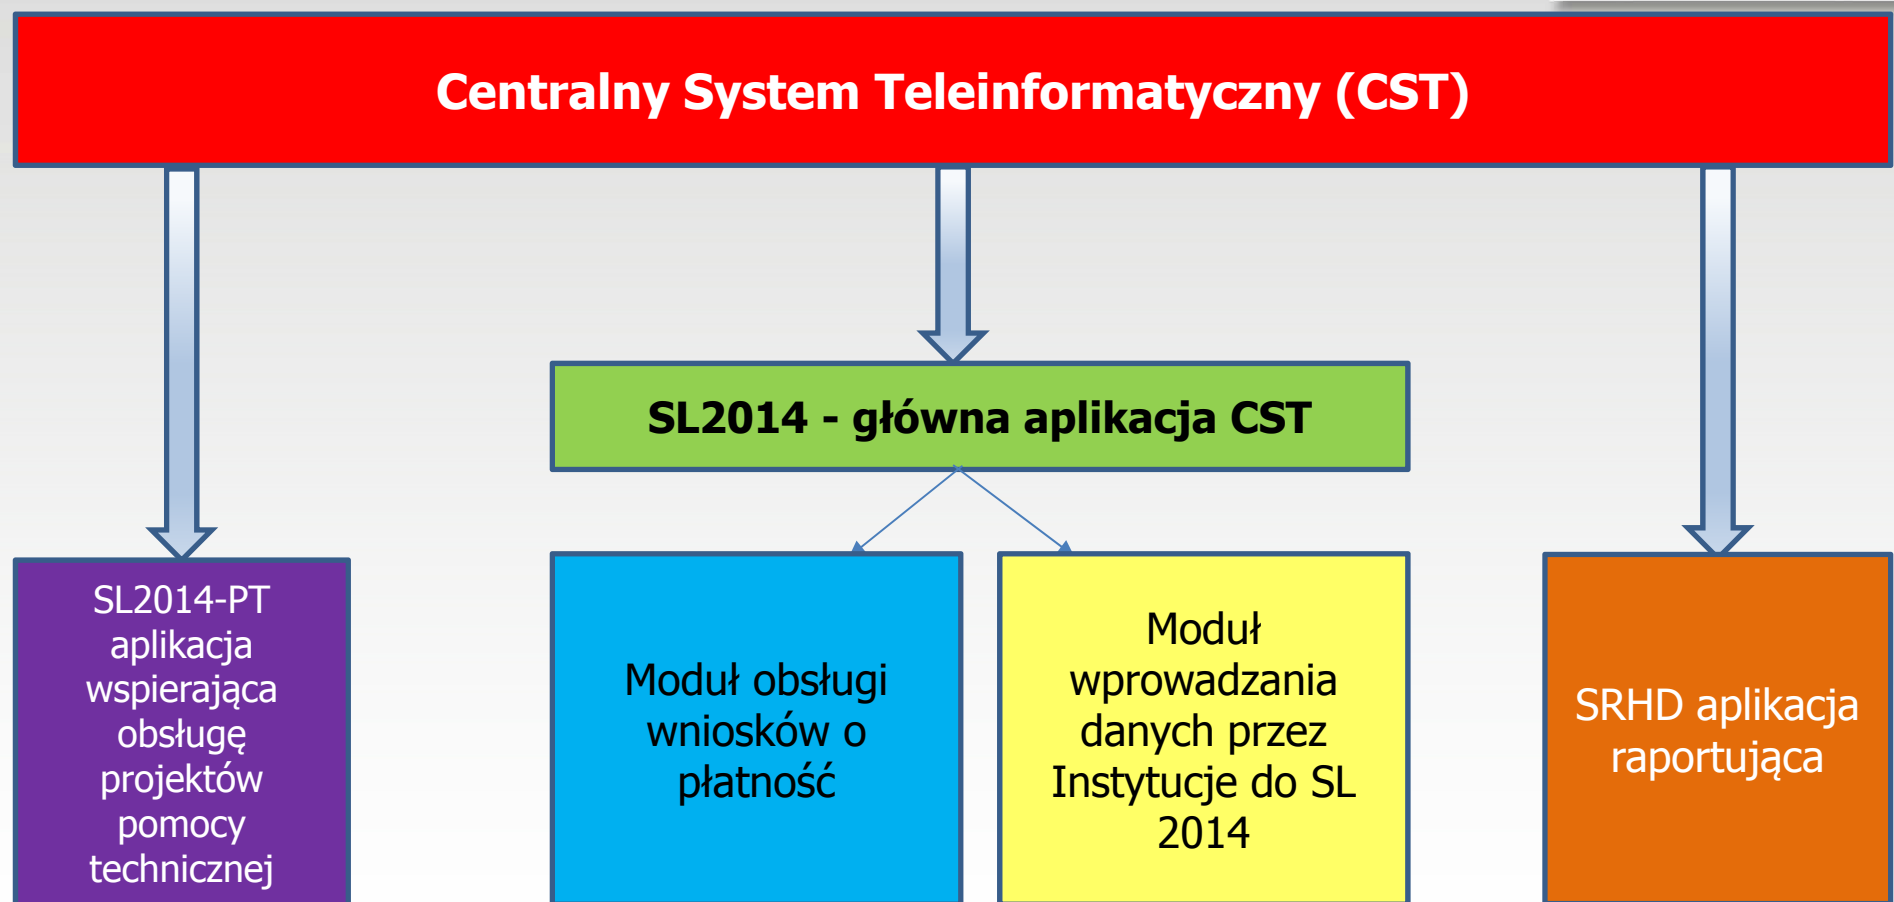 Centralny System Teleinformatyczny (CST)
SL2014 - główna aplikacja CST
SL2014-PT
aplikacja
wspierająca
obsługę
projektów
pomocy
technicznej
Moduł obsługi
wniosków o
płatność
Moduł
wprowadzania
danych przez
Instytucje do SL
2014
SRHD aplikacja
raportująca